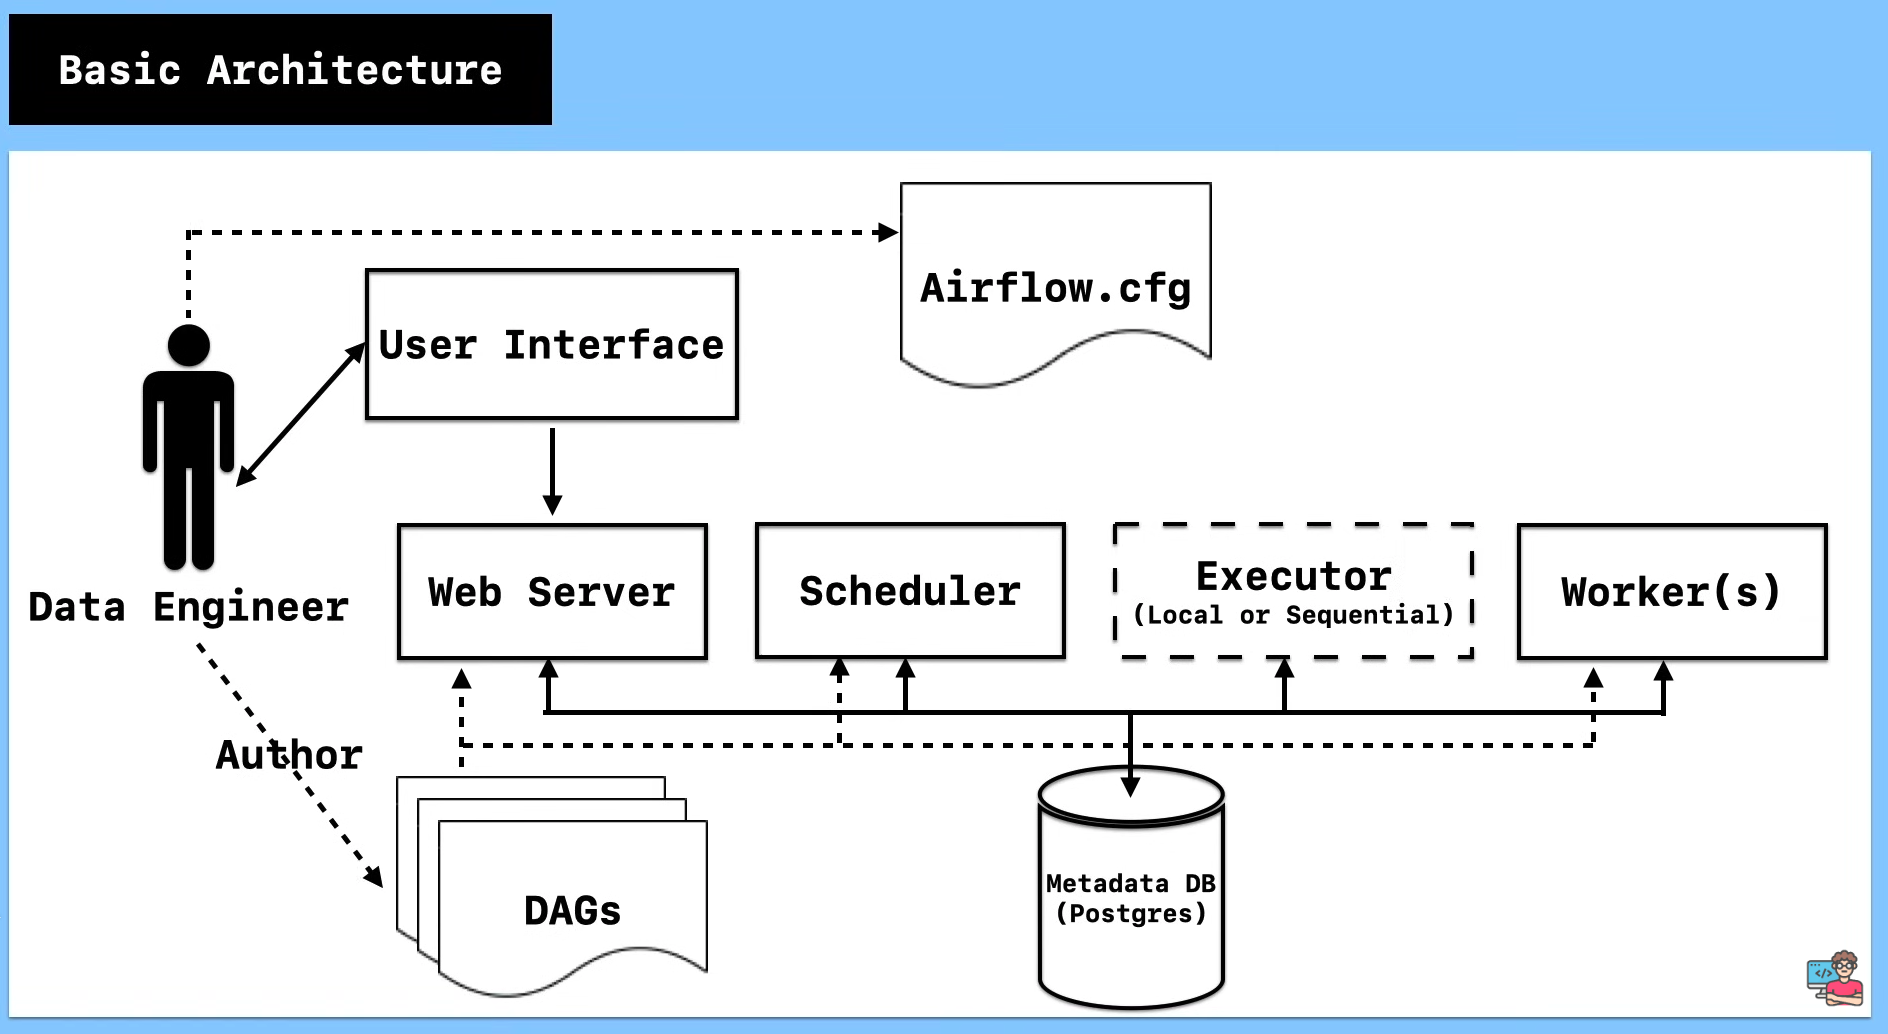 Basic Architecture
Airflow.cfg
User Interface
Web Server
Scheduler
Executor
(Local or Sequential)
Worker(s)
Data Engineer
Author
DAGs
Metadata DB
(Postgres)